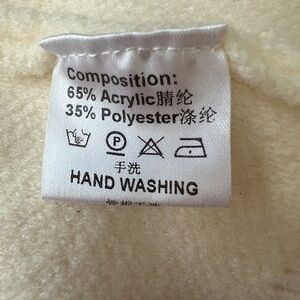 Composition:
65% Acrylic腈纶
35% Polyester涤纶
P
手洗
HAND WASHING